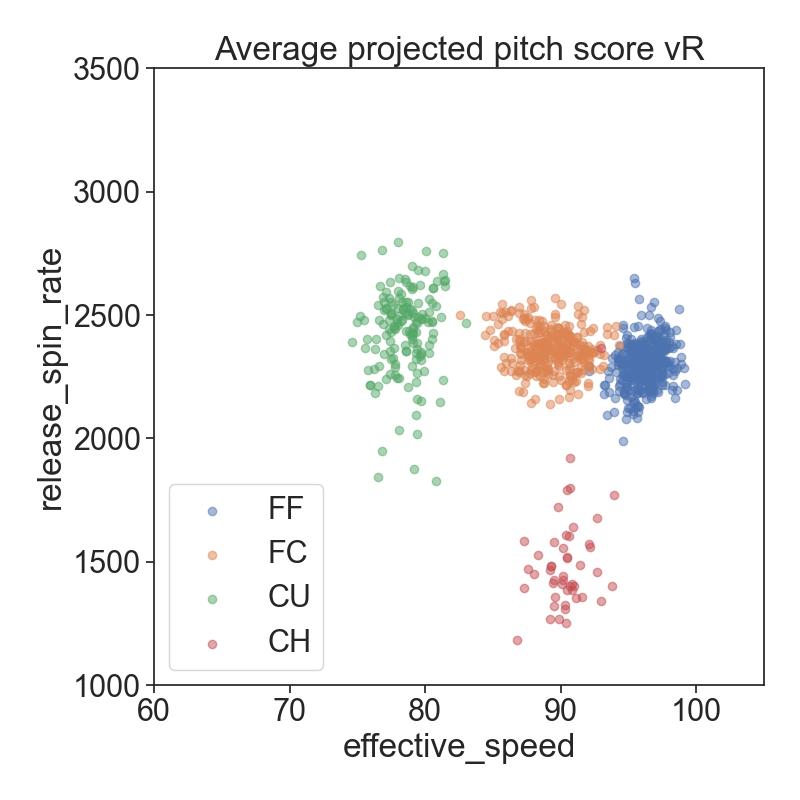 Average projected pitch score vR
3500
3000
2500
2000
1500
1000
release_spin_rate
FF
FC
CU
CH
60
70
80
90
100
effective_speed